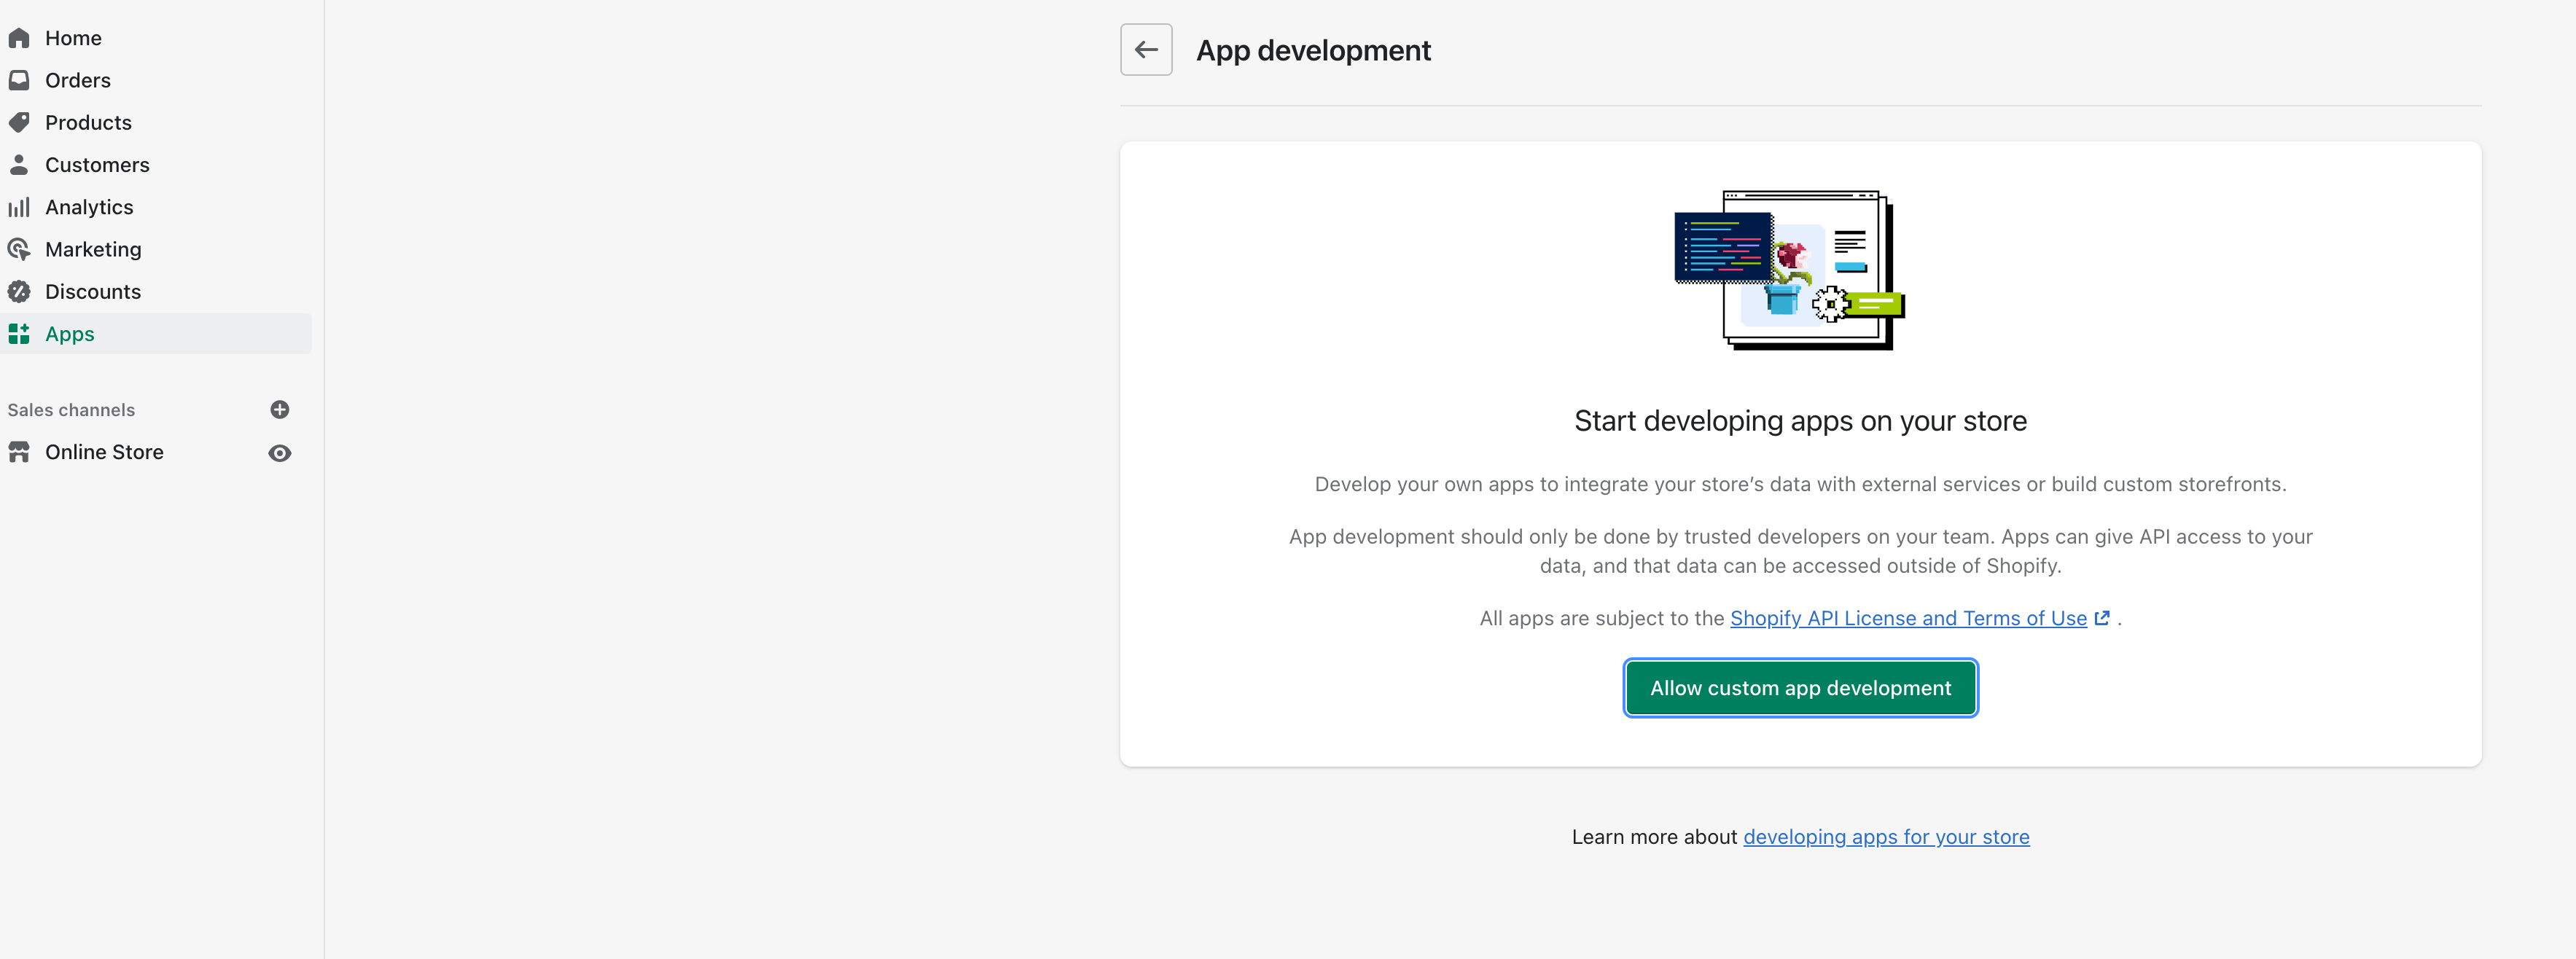 Home
Orders
Products
Customers
Analytics
Marketing
Discounts
Apps
Sales channels
Online Store
App development
Start developing apps on your store
Develop your own apps to integrate your store’s data with external services or build custom storefronts.
App development should only be done by trusted developers on your team. Apps can give API access to your
data, and that data can be accessed outside of Shopify.
All apps are subject to the Shopify API License and Terms of Use .
Allow custom app development
Learn more about developing apps for your store